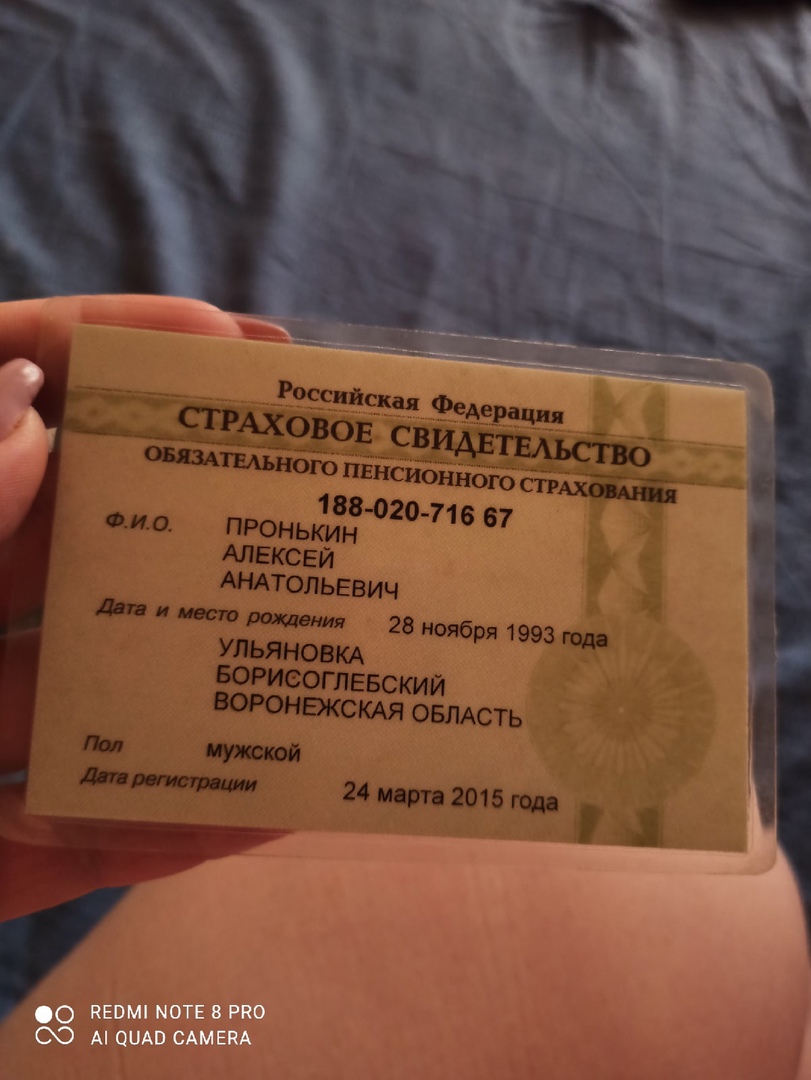 Российская Федерация
СТРАХОВОЕ СВИДЕТЕЛЬСТВО
ОБЯЗАТЕЛЬНОГО ПЕНСИОННОГО СТРАХОВАНИЯ
188-020-716 67
Ф.И.О. ПРОНЬКИН
АЛЕКСЕЙ
АНАТОЛЬЕВИЧ
Дата и место рождения 28 ноября 1993 года
УЛЬЯНОВКА
БОРИСОГЛЕБСКИЙ
ВОРОНЕЖСКАЯ ОБЛАСТЬ
Пол мужской
Дата регистрации 24 марта 2015 года
REDMI NOTE 8 PRO
AI QUAD CAMERA